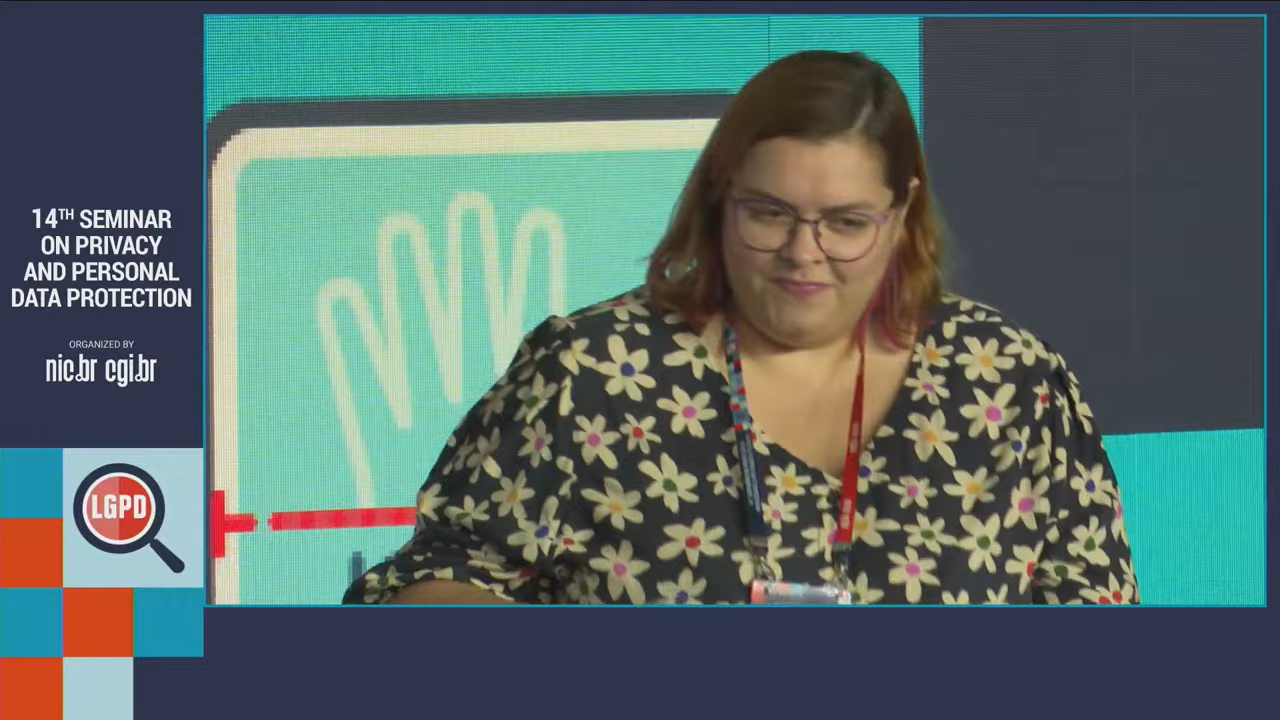 14TH SEMINAR
ON PRIVACY
AND PERSONAL
DATA PROTECTION
ORGANIZED BY
nic.br cgi.br
LGPD